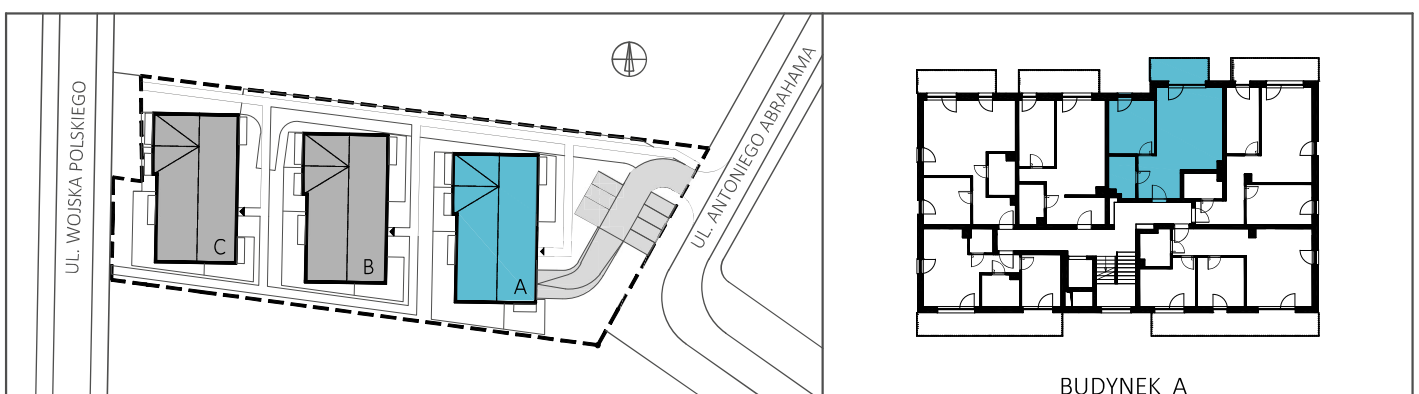 UL. WOJSKA POLSKIEGO
C
B
A
UL. ANTONIEGO ABRAHAMA
BUDYNEK A